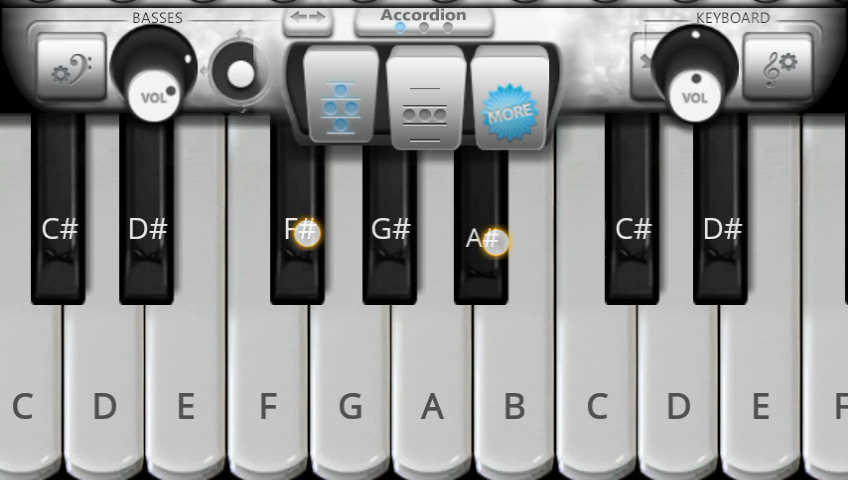 BASSES
Accordion
KEYBOARD
VOL
MORE
VOL
C# D# F# G# A# C# D#
C D E F G A B C D E F